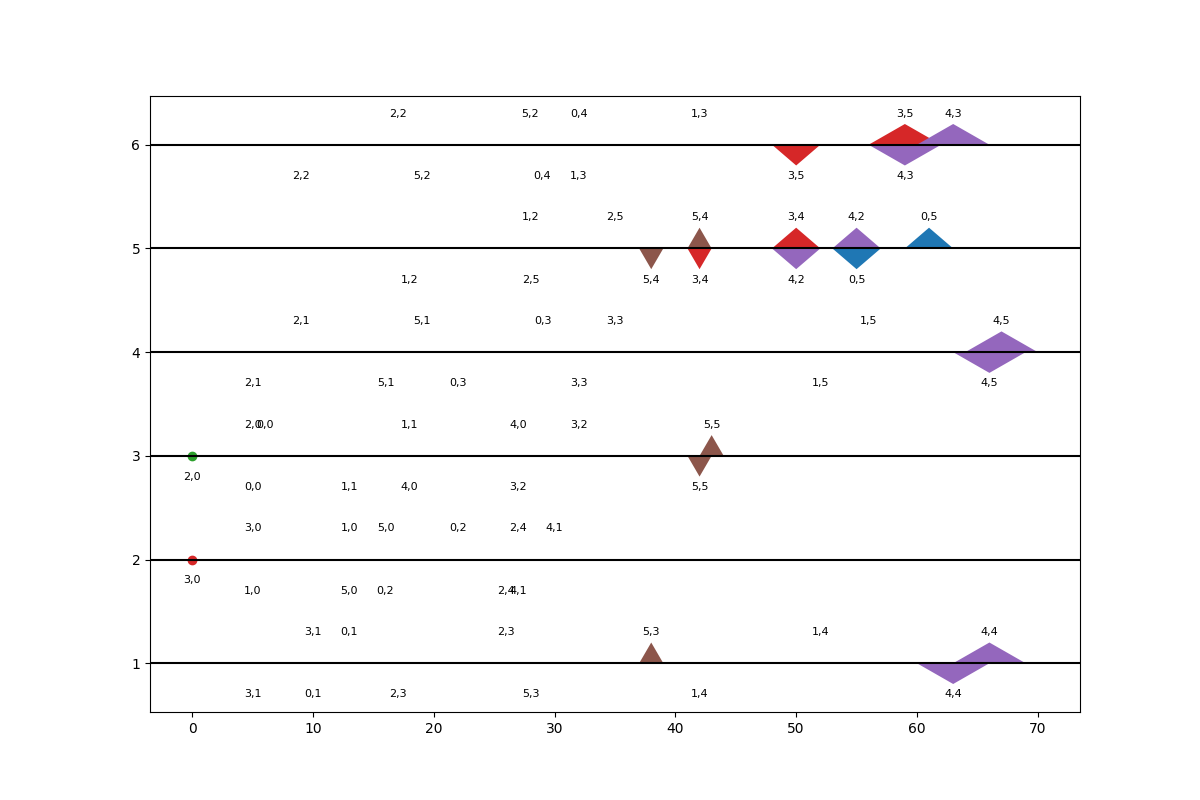 2,2 5,2 0,4 1,3 3,5 4,3
6
2,2 5,2 0,4 1,3 3,5 4,3
1,2 2,5 5,4 3,4 4,2 0,5
5
1,2 2,5 5,4 3,4 4,2 0,5
2,1 5,1 0,3 3,3 1,5 4,5
4
2,1 5,1 0,3 3,3 1,5 4,5
2,0 0,0 1,1 4,0 3,2 5,5
3
2,0
0,0 1,1 4,0 3,2 5,5
3,0 1,0 5,0 0,2 2,4 4,1
2
3,0
1,0 5,0 0,2 2,4 4,1
3,1 0,1 2,3 5,3 1,4 4,4
1
3,1 0,1 2,3 5,3 1,4 4,4
0 10 20 30 40 50 60 70